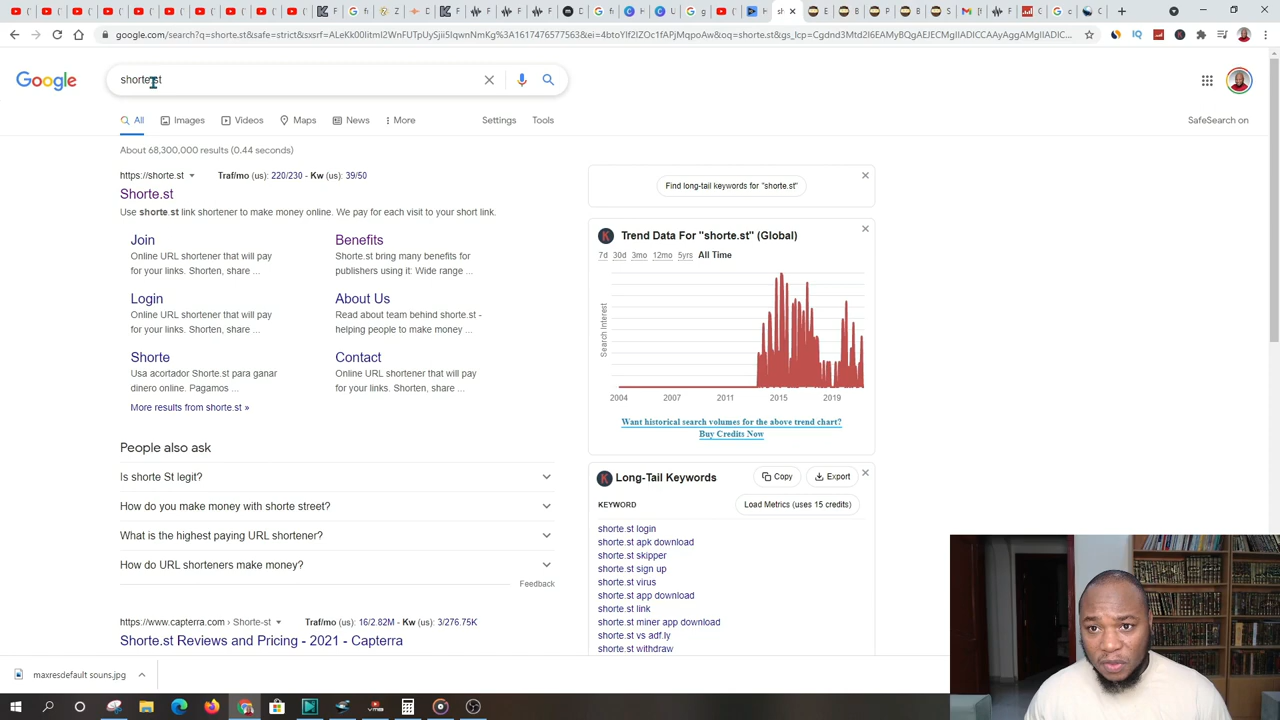 google.com/search?q=shorte.st&safe=strict&sxsrf=
Google
shorte.st
All
Images
Videos
Maps
News
More
Settings
Tools
SafeSearch on
About 68,300,000 results (0.44 seconds)
https://shorte.st
Traf/mo (us): 220/230 - Kw (us): 39/50
Shorte.st
Use shorte.st link shortener to make money online. We pay for each visit to your short link.
Join
Online URL shortener that will pay
for your links. Shorten, share ...
Benefits
Shorte.st bring many benefits for
publishers using it: Wide range ...
Login
Online URL shortener that will pay
for your links. Shorten, share ...
About Us
Read about team behind shorte.st -
helping people to make money ...
Shorte
Usa acortador Shorte.st para ganar
dinero online. Pagamos ...
Contact
Online URL shortener that will pay
for your links. Shorten, share ...
More results from shorte.st »
People also ask
Is shorte St legit?
How do you make money with shorte street?
What is the highest paying URL shortener?
How do URL shorteners make money?
Feedback
https://www.capterra.com › Shorte-st
Traf/mo (us): 16/2.82M - Kw (us): 3/276.75K
Shorte.st Reviews and Pricing - 2021 - Capterra
Find long-tail keywords for "shorte.st"
Trend Data For "shorte.st" (Global)
7d 30d 3mo 12mo 5yrs All Time
Search Interest
2004 2007 2011 2015 2019
Want historical search volumes for the above trend chart?
Buy Credits Now
Long-Tail Keywords
Copy
Export
KEYWORD
Load Metrics (uses 15 credits)
shorte.st login
shorte.st apk download
shorte.st skipper
shorte.st sign up
shorte.st virus
shorte.st app download
shorte.st link
shorte.st miner app download
shorte.st vs adf.ly
shorte.st withdraw
maxresdefault souns.jpg